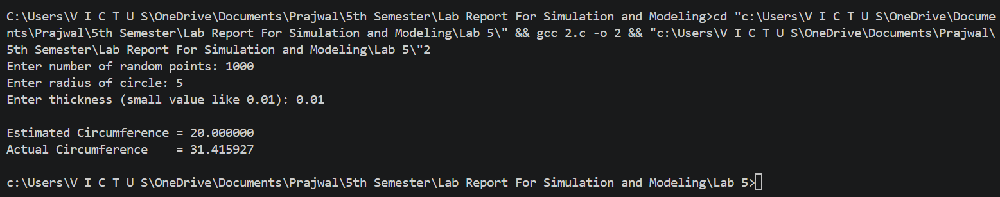 C:\Users\V I C T U S\OneDrive\Documents\Prajwal\5th Semester\Lab Report For Simulation and Modeling>cd "c:\Users\V I C T U S\OneDrive\Docume
nts\Prajwal\5th Semester\Lab Report For Simulation and Modeling\Lab 5\" && gcc 2.c -o 2 && "c:\Users\V I C T U S\OneDrive\Documents\Prajwal\
5th Semester\Lab Report For Simulation and Modeling\Lab 5\"2
Enter number of random points: 1000
Enter radius of circle: 5
Enter thickness (small value like 0.01): 0.01
Estimated Circumference = 20.000000
Actual Circumference    = 31.415927
c:\Users\V I C T U S\OneDrive\Documents\Prajwal\5th Semester\Lab Report For Simulation and Modeling\Lab 5>